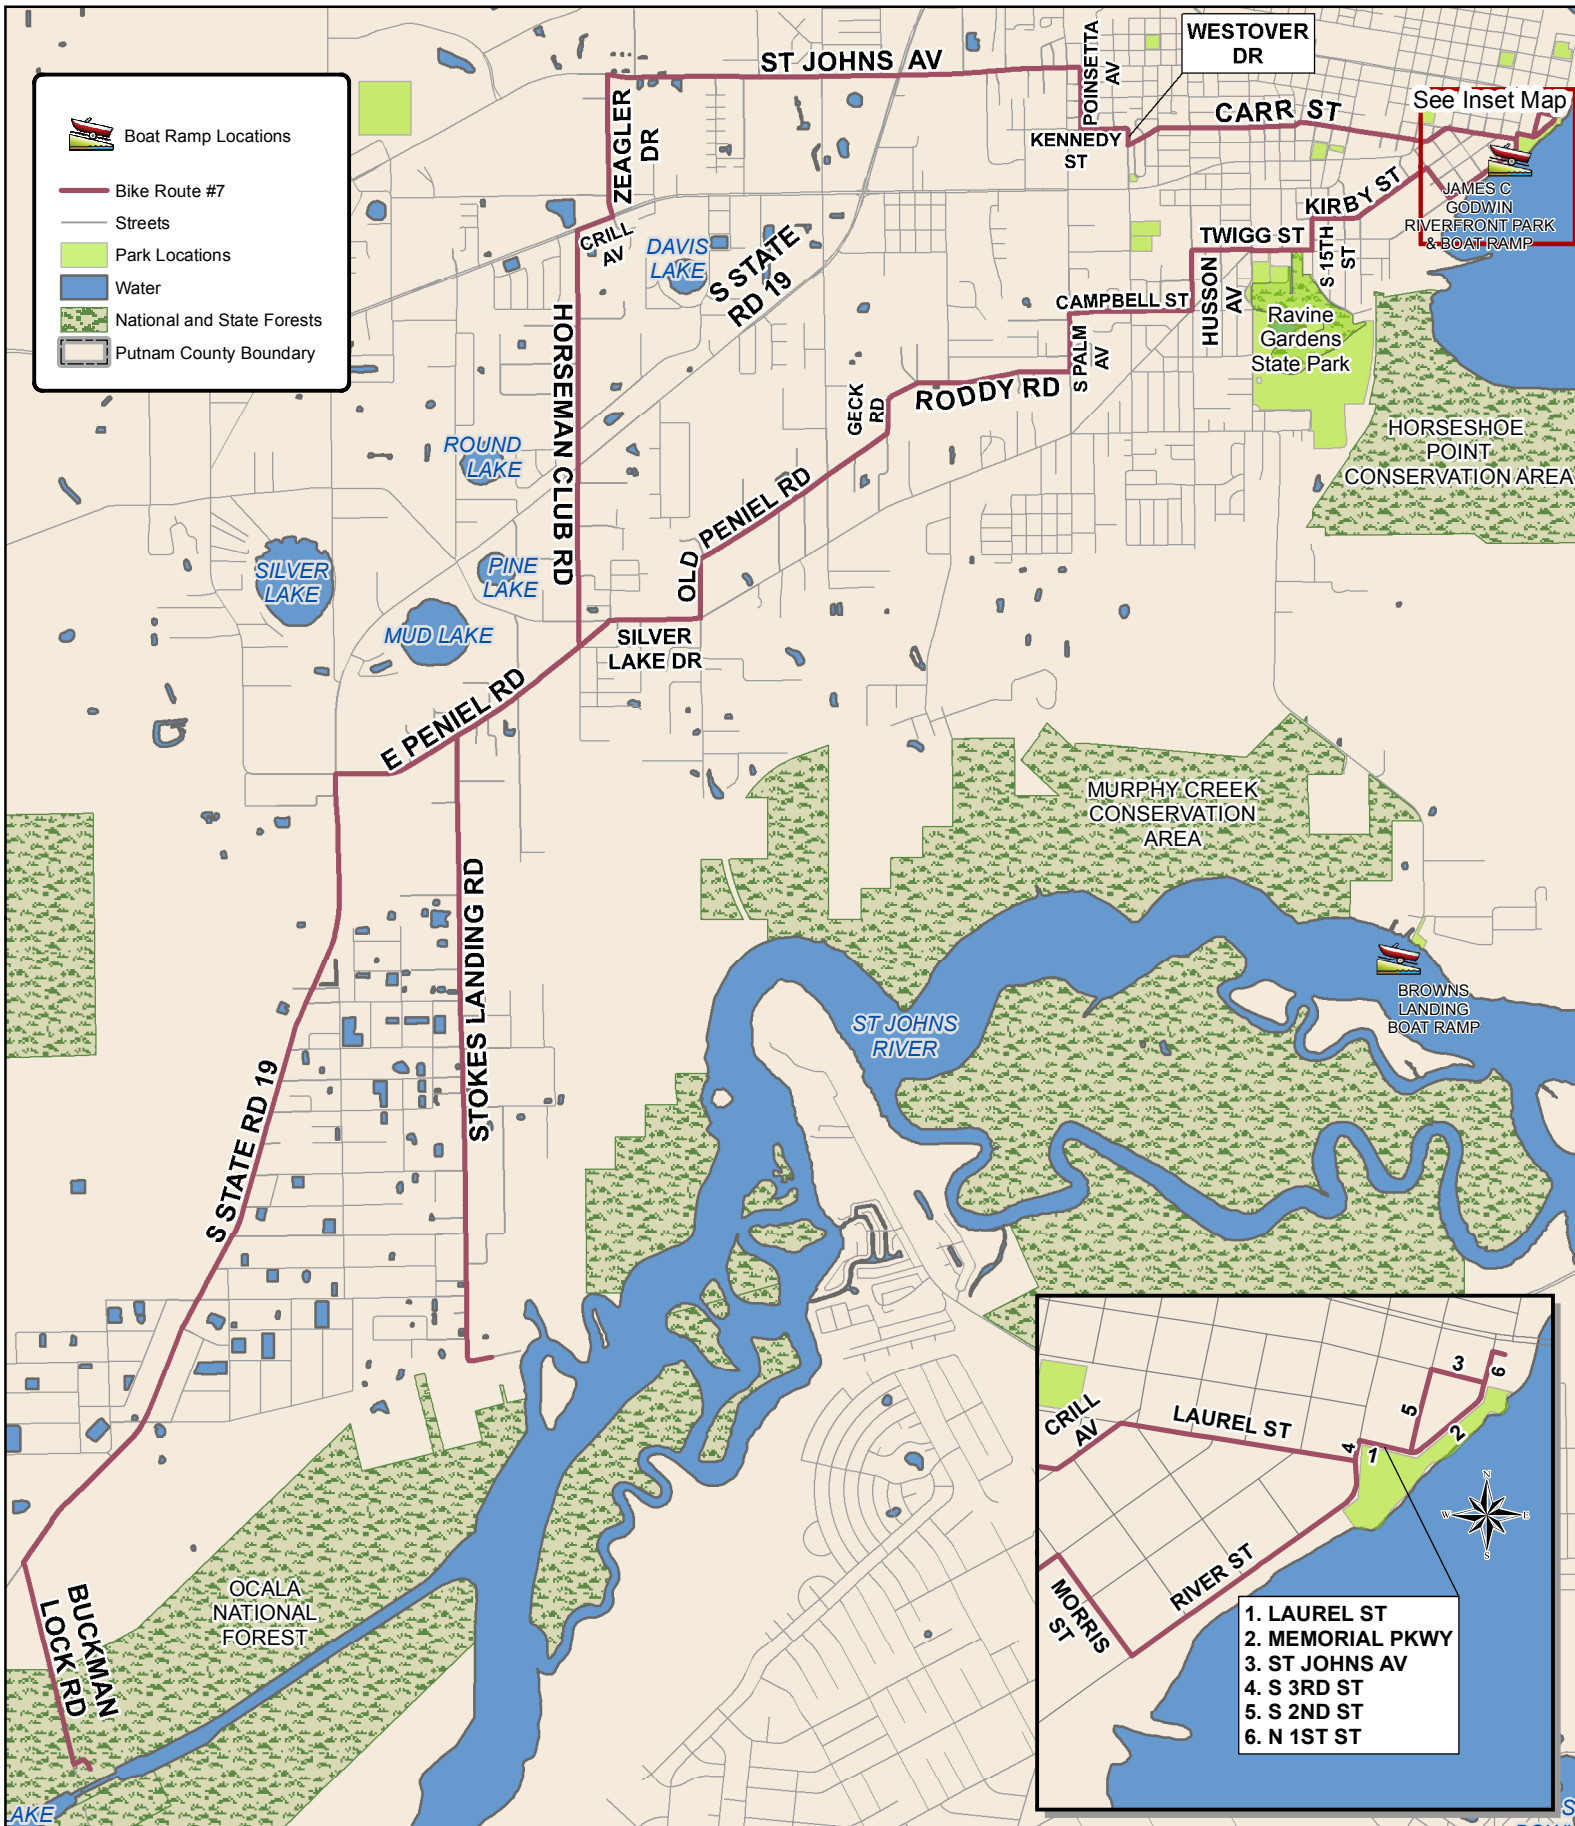 ST JOHNS AV
POINSETTA
AV
WESTOVER
DR
ZEAGLER
DR
KENNEDY
ST
CARR ST
See Inset Map
Boat Ramp Locations
Bike Route #7
Streets
Park Locations
Water
National and State Forests
Putnam County Boundary
CRILL
AV
DAVIS
LAKE
S STATE
RD 19
KIRBY ST
JAMES C
GODWIN
RIVERFRONT PARK
& BOAT RAMP
TWIGG ST
S 15TH
ST
HUSSON
AV
CAMPBELL ST
S PALM
AV
Ravine
Gardens
State Park
HORSEMAN CLUB RD
GECK
RD
RODDY RD
HORSESHOE
POINT
CONSERVATION AREA
ROUND
LAKE
OLD
PENIEL RD
SILVER
LAKE
PINE
LAKE
MUD LAKE
SILVER
LAKE DR
E PENIEL RD
MURPHY CREEK
CONSERVATION
AREA
STOKES LANDING RD
BROWNS
LANDING
BOAT RAMP
ST JOHNS
RIVER
S STATE RD 19
BUCKMAN
LOCK RD
OCALA
NATIONAL
FOREST
AKE
CRILL
AV
LAUREL ST
3
6
5
4
1
2
N
W
E
S
RIVER ST
MORRIS
ST
1. LAUREL ST
2. MEMORIAL PKWY
3. ST JOHNS AV
4. S 3RD ST
5. S 2ND ST
6. N 1ST ST
S